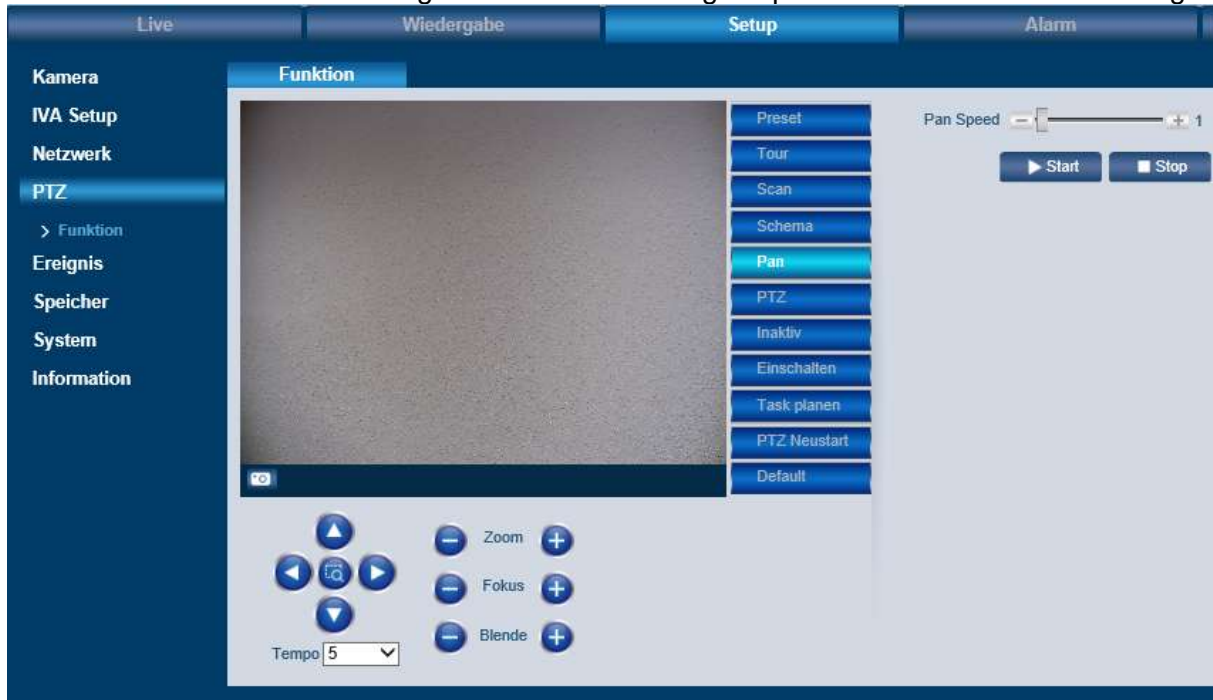 Live Wiedergabe Setup Alarm
Kamera
IVA Setup
Netzwerk
PTZ
> Funktion
Ereignis
Speicher
System
Information
Funktion
Preset
Tour
Scan
Schema
Pan
PTZ
Inaktiv
Einschalten
Task planen
PTZ Neustart
Default
Pan Speed 1
Start Stop
Zoom
Fokus
Blende
Tempo 5